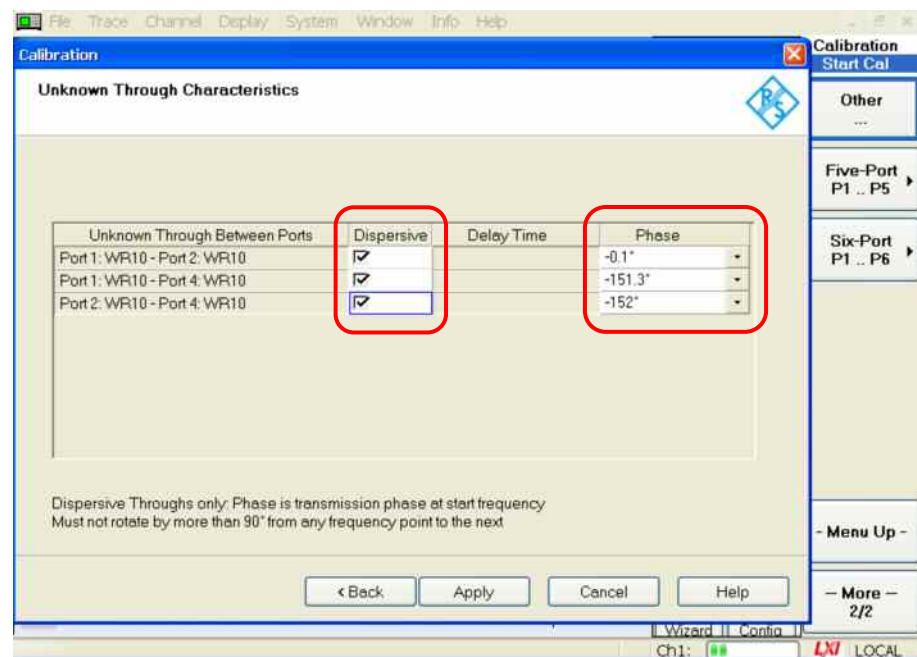 File Trace Channel Display System Window Info Help
Calibration
Calibration
Start Cal
Unknown Through Characteristics
R&S
Other
...
Five-Port
P1 .. P5
Six-Port
P1 .. P6
Unknown Through Between Ports Dispersive Delay Time Phase
Port 1: WR10 - Port 2: WR10 -0.1°
Port 1: WR10 - Port 4: WR10 -151.3°
Port 2: WR10 - Port 4: WR10 -152°
Dispersive Throughs only: Phase is transmission phase at start frequency
Must not rotate by more than 90° from any frequency point to the next
- Menu Up -
< Back Apply Cancel Help
— More —
2/2
Wizard Config
Ch1: LXI LOCAL